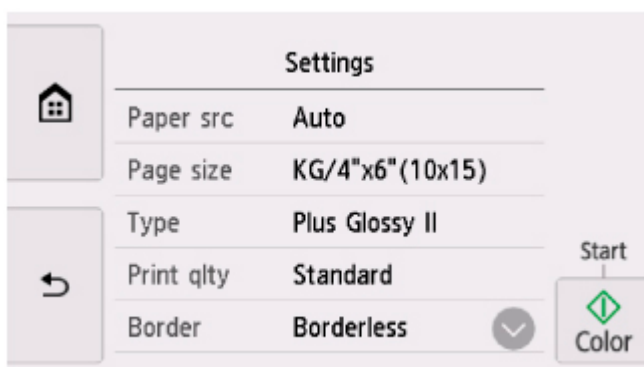 Settings
Paper src Auto
Page size KG/4"x6"(10x15)
Type Plus Glossy II
Print qlty Standard
Border Borderless
Start
Color